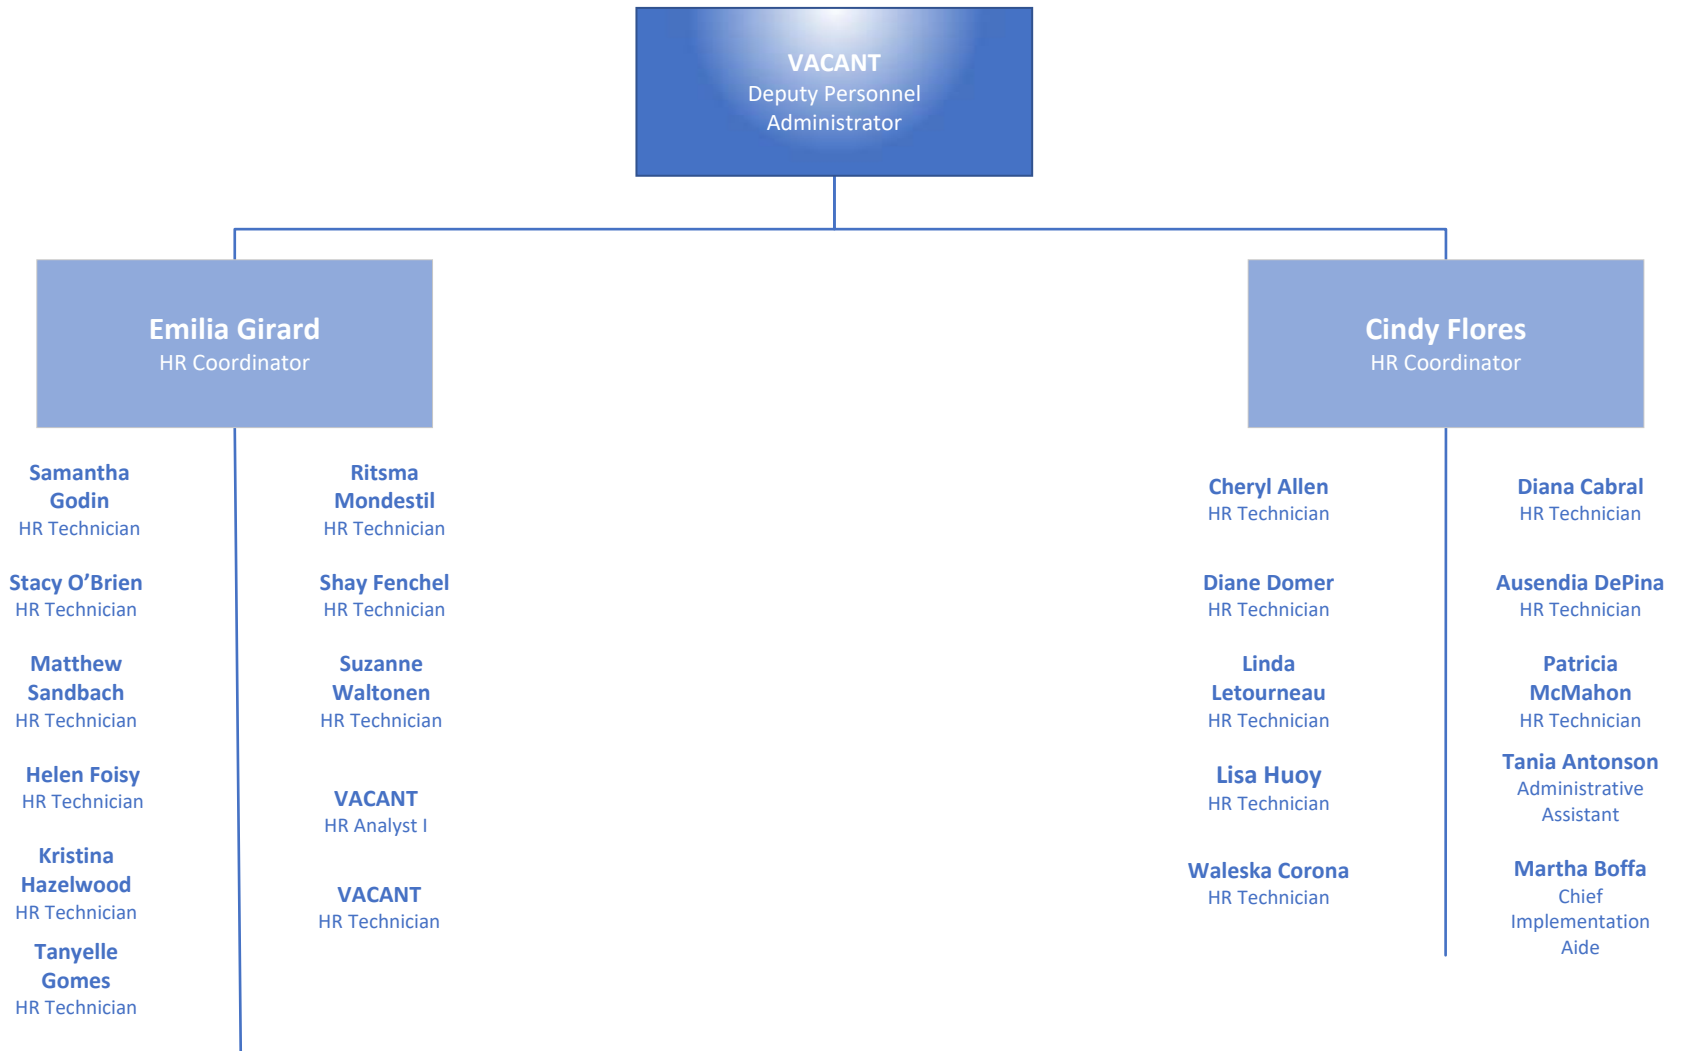 VACANT
Deputy Personnel
Administrator
Emilia Girard
HR Coordinator
Cindy Flores
HR Coordinator
Samantha
Godin
HR Technician
Ritsma
Mondestil
HR Technician
Stacy O’Brien
HR Technician
Shay Fenchel
HR Technician
Matthew
Sandbach
HR Technician
Suzanne
Waltonen
HR Technician
Helen Foisy
HR Technician
VACANT
HR Analyst I
Kristina
Hazelwood
HR Technician
VACANT
HR Technician
Tanyelle
Gomes
HR Technician
Cheryl Allen
HR Technician
Diana Cabral
HR Technician
Diane Domer
HR Technician
Ausendia DePina
HR Technician
Linda
Letourneau
HR Technician
Patricia
McMahon
HR Technician
Lisa Huoy
HR Technician
Tania Antonson
Administrative
Assistant
Waleska Corona
HR Technician
Martha Boffa
Chief
Implementation
Aide